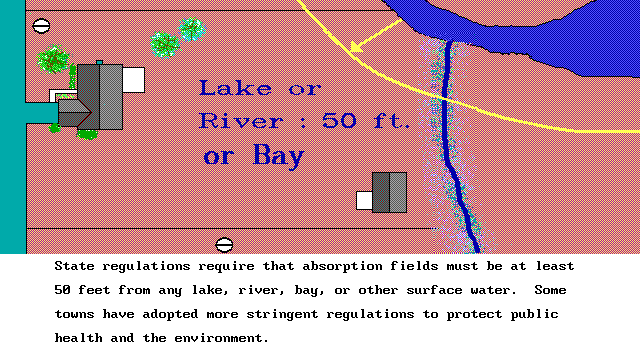 Lake or
River : 50 ft.
or Bay
State regulations require that absorption fields must be at least
50 feet from any lake, river, bay, or other surface water.  Some
towns have adopted more stringent regulations to protect public
health and the environment.